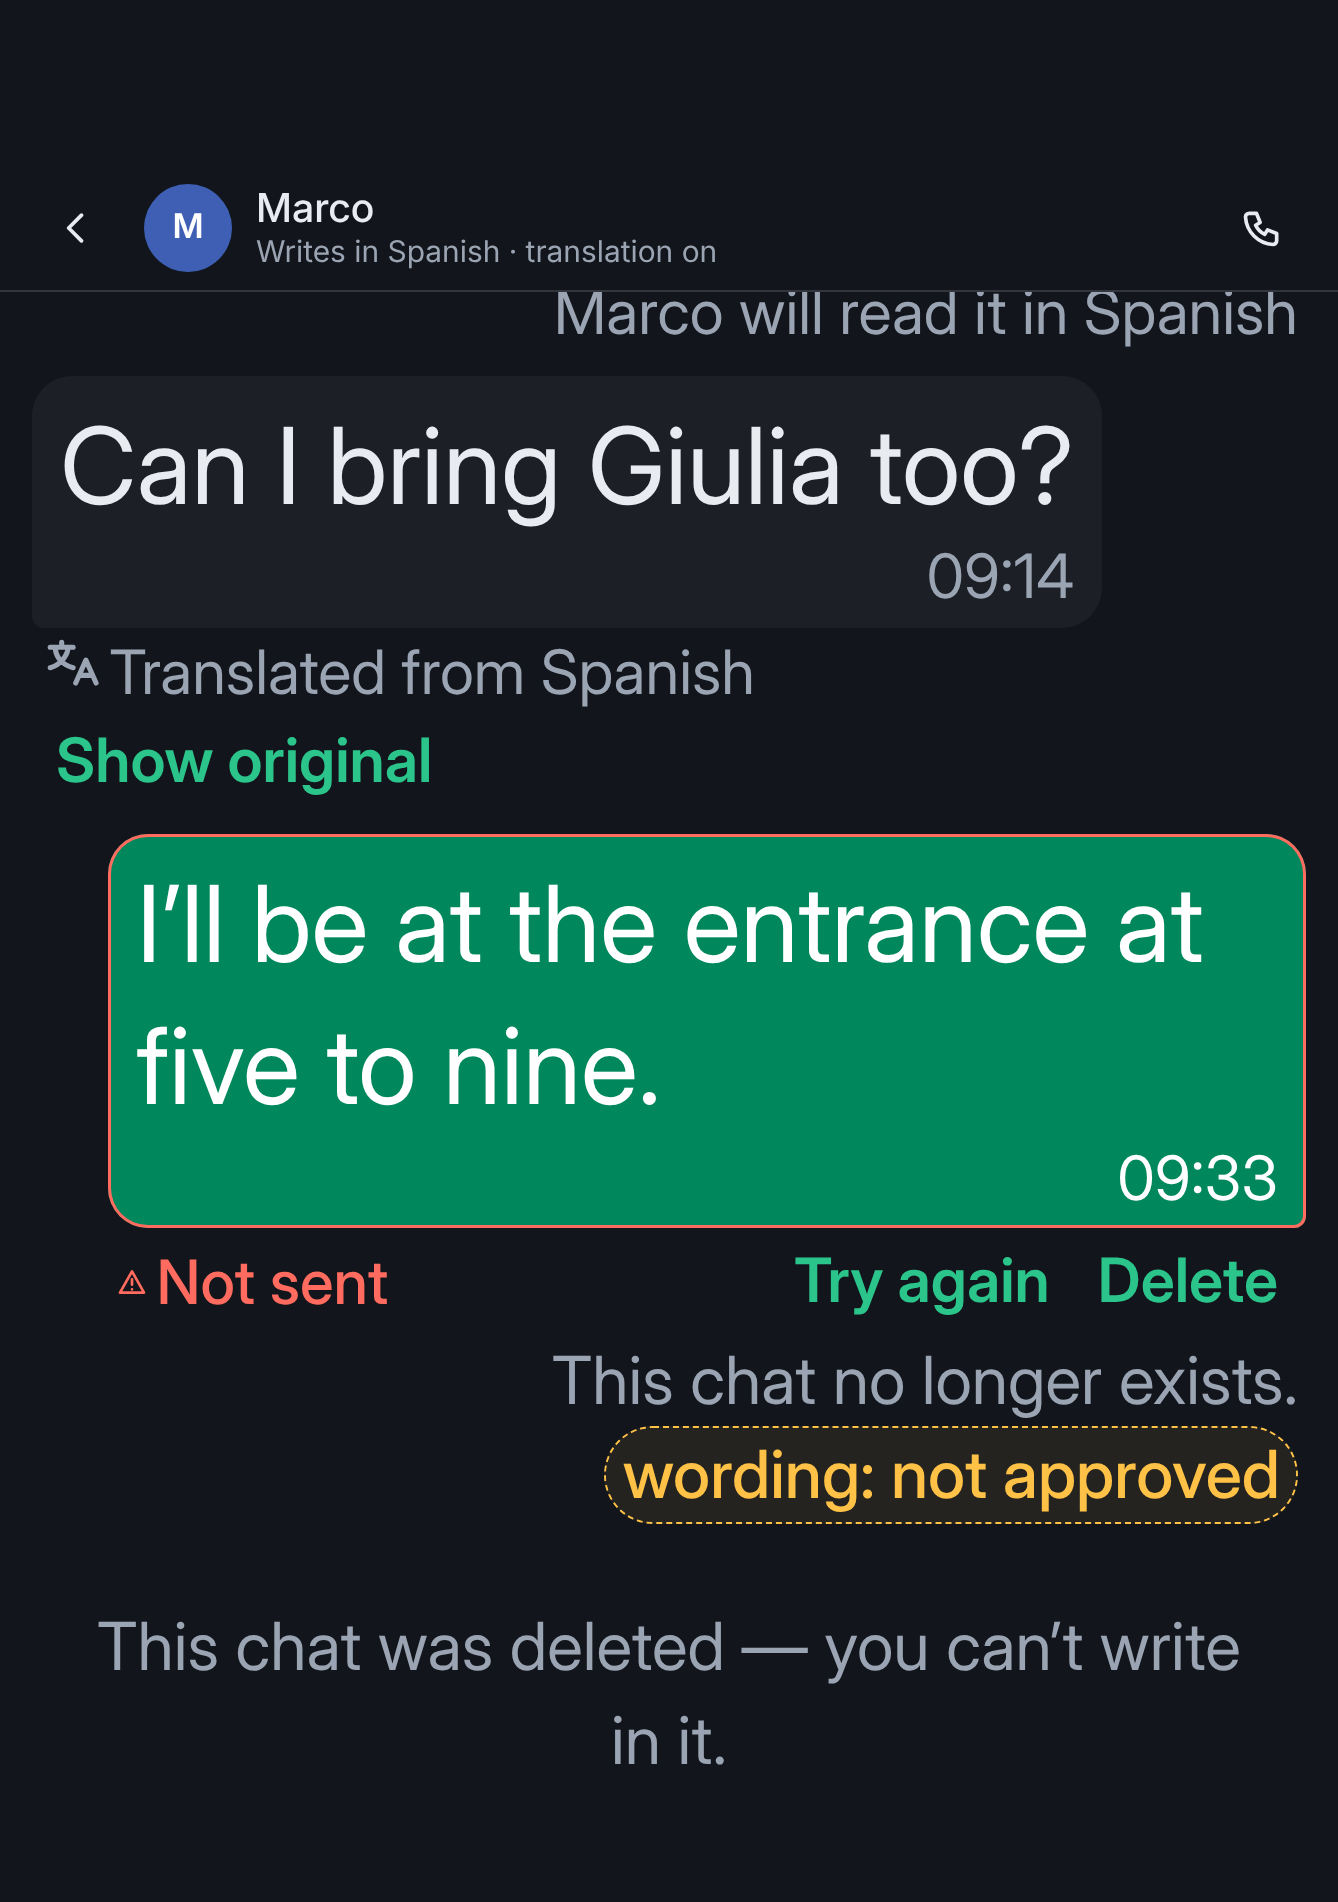 M
Marco
Writes in Spanish · translation on
Marco will read it in Spanish
Can I bring Giulia too?
09:14
Translated from Spanish
Show original
I’ll be at the entrance at
five to nine.
09:33
Not sent
Try again
Delete
This chat no longer exists.
wording: not approved
This chat was deleted — you can’t write
in it.